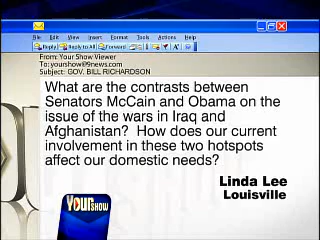 File Edit View Insert Format Tools Actions Help
Reply Reply to All Forward
From: Your Show Viewer
To:yourshow@9news.com
Subject: GOV. BILL RICHARDSON
What are the contrasts between
Senators McCain and Obama on the
issue of the wars in Iraq and
Afghanistan? How does our current
involvement in these two hotspots
affect our domestic needs?
Linda Lee
Louisville
Your
SHOW